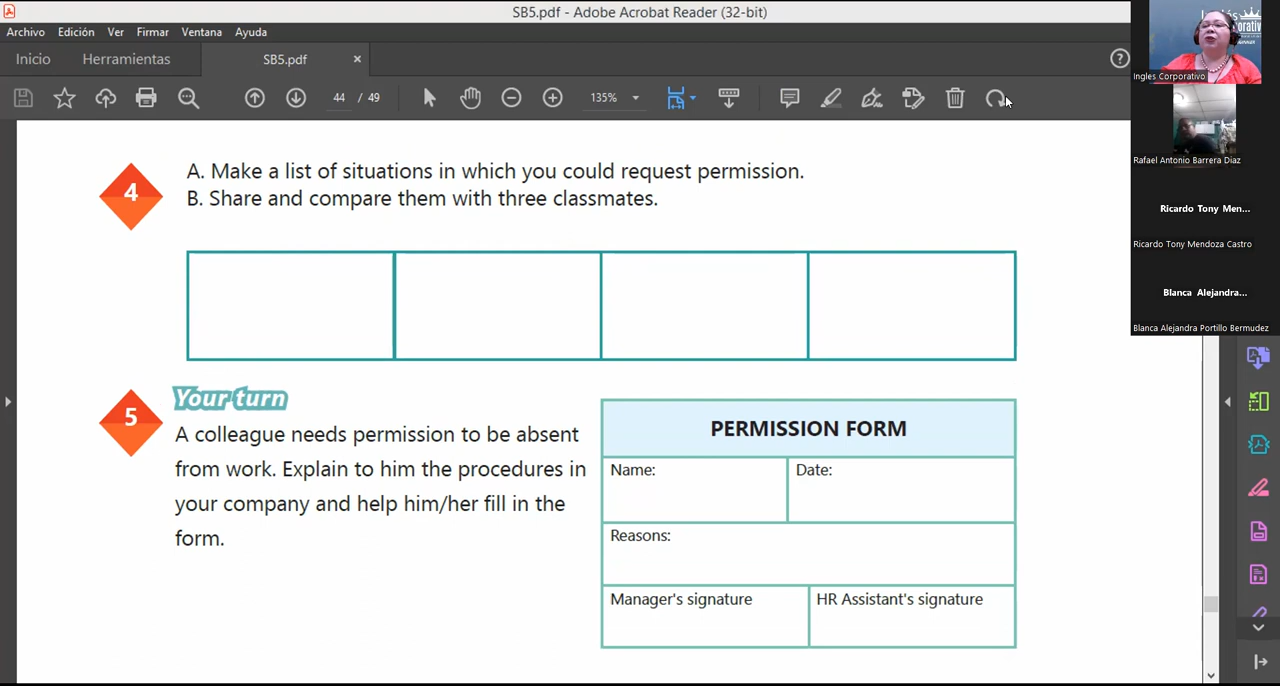 SB5.pdf - Adobe Acrobat Reader (32-bit)
Archivo Edición Ver Firmar Ventana Ayuda
Inicio Herramientas SB5.pdf ×
44 / 49 135%
4
A. Make a list of situations in which you could request permission.
B. Share and compare them with three classmates.
5
Your turn
A colleague needs permission to be absent
from work. Explain to him the procedures in
your company and help him/her fill in the
form.
PERMISSION FORM
Name: Date:
Reasons:
Manager's signature HR Assistant's signature
Ingles Corporativo
Rafael Antonio Barrera Diaz
Ricardo Tony Men...
Ricardo Tony Mendoza Castro
Blanca Alejandra...
Blanca Alejandra Portillo Bermudez